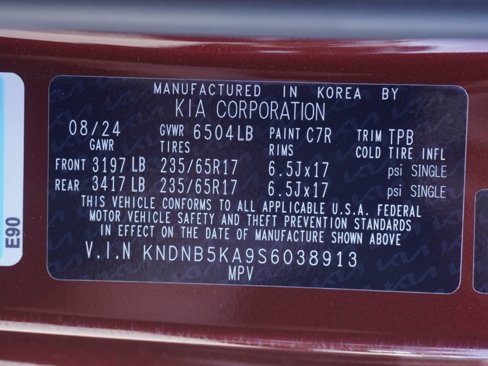 MANUFACTURED IN KOREA BY
KIA CORPORATION
08/24 GVWR 6504LB PAINT C7R TRIM TPB
GAWR TIRES RIMS COLD TIRE INFL
FRONT 3197 LB 235/65R17 6.5Jx17 psi SINGLE
REAR 3417 LB 235/65R17 6.5Jx17 psi SINGLE
THIS VEHICLE CONFORMS TO ALL APPLICABLE U.S.A. FEDERAL
MOTOR VEHICLE SAFETY AND THEFT PREVENTION STANDARDS
IN EFFECT ON THE DATE OF MANUFACTURE SHOWN ABOVE
V.I.N KNDNB5KA9S6038913
MPV
E90